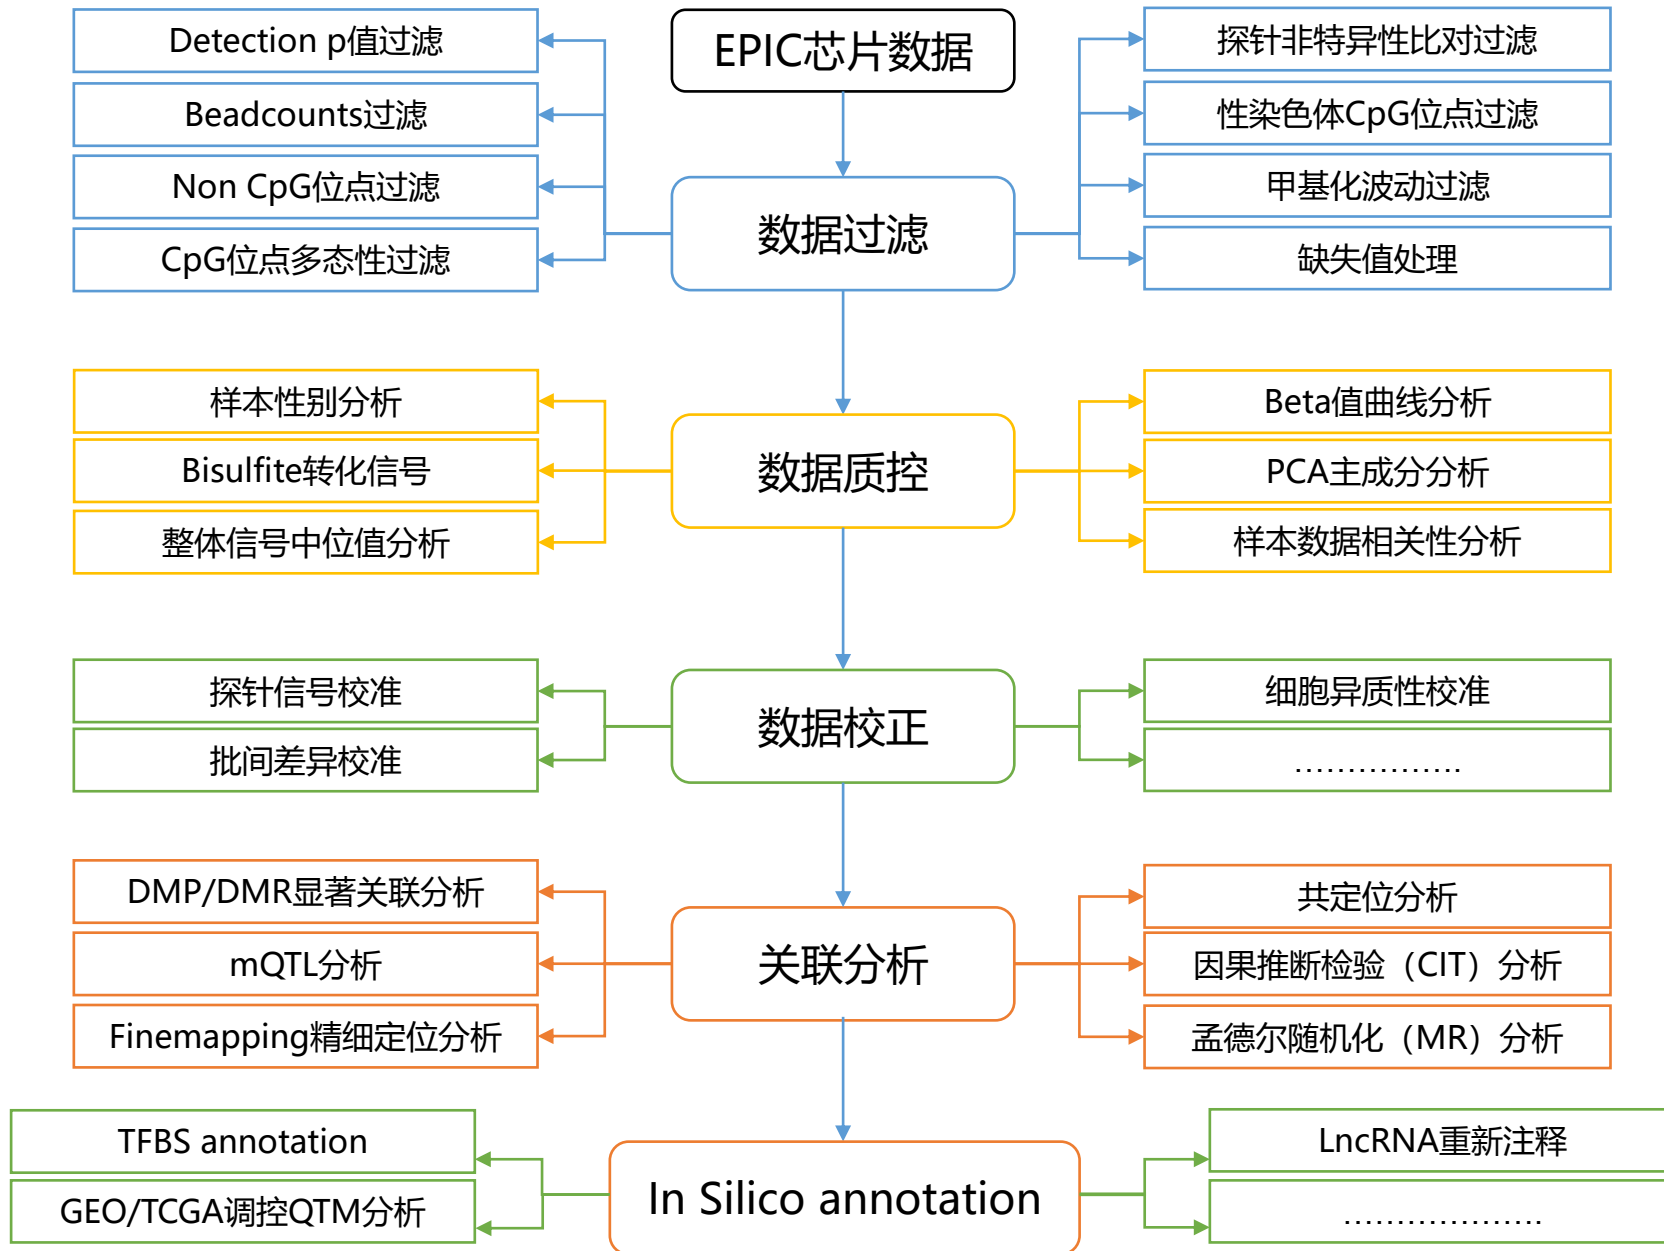 EPIC芯片数据
Detection p值过滤
Beadcounts过滤
Non CpG位点过滤
CpG位点多态性过滤
数据过滤
探针非特异性比对过滤
性染色体CpG位点过滤
甲基化波动过滤
缺失值处理
样本性别分析
Bisulfite转化信号
整体信号中位值分析
数据质控
Beta值曲线分析
PCA主成分分析
样本数据相关性分析
探针信号校准
批间差异校准
数据校正
细胞异质性校准
…………….
DMP/DMR显著关联分析
mQTL分析
Finemapping精细定位分析
关联分析
共定位分析
因果推断检验（CIT）分析
孟德尔随机化（MR）分析
TFBS annotation
GEO/TCGA调控QTM分析
In Silico annotation
LncRNA重新注释
……………….